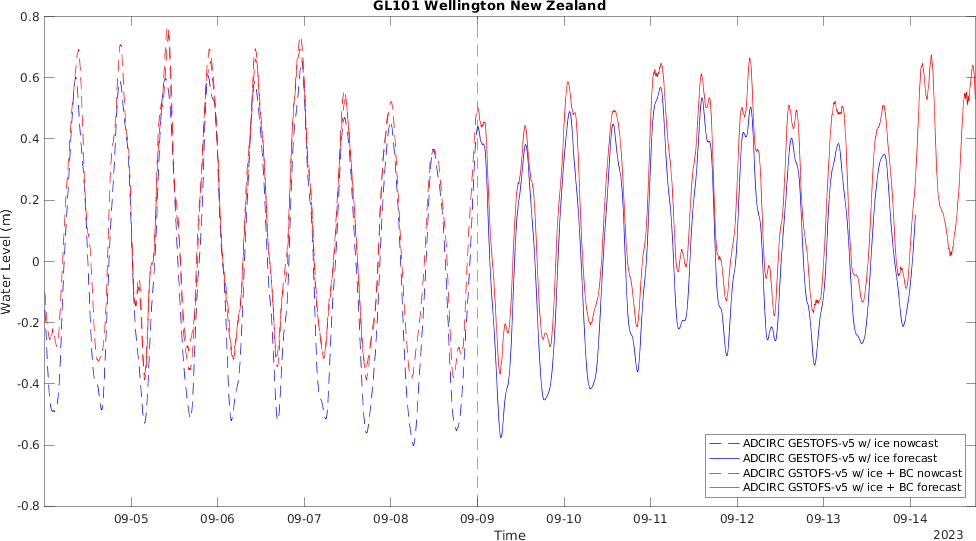 GL101 Wellington New Zealand
0.8
0.6
0.4
0.2
0
-0.2
-0.4
-0.6
-0.8
Water Level (m)
09-05 09-06 09-07 09-08 09-09 09-10 09-11 09-12 09-13 09-14
Time
2023
ADCIRC GESTOFS-v5 w/ ice nowcast
ADCIRC GESTOFS-v5 w/ ice forecast
ADCIRC GSTOFS-v5 w/ ice + BC nowcast
ADCIRC GSTOFS-v5 w/ ice + BC forecast